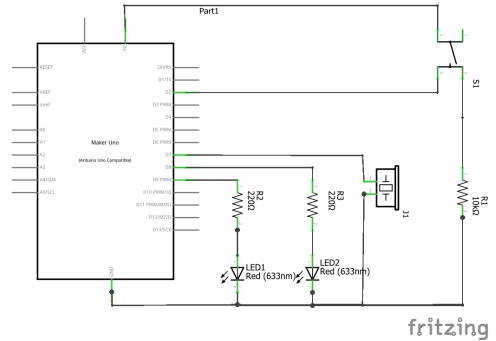 Part1
3V3
5V
RESET
AREF
ioref
A0
A1
A2
A3
A4/SDA
A5/SCL
Maker Uno
(Arduino Uno Compatible)
D0/RX
D1/TX
D2
D3 PWM
D4
D5 PWM
D6 PWM
D7
D8
D9 PWM
D10 PWM/SS
D11 PWM/MOSI
D12/MISO
D13/SCK
GND
S1
R1
10kΩ
R2
220Ω
R3
220Ω
J1
LED1
Red (633nm)
LED2
Red (633nm)
fritzing